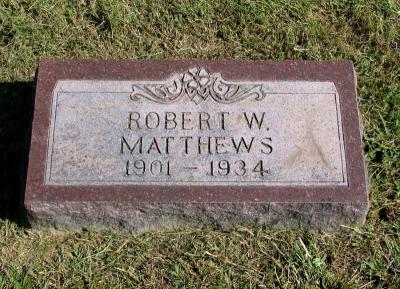 ROBERT W.
MATTHEWS
1901 - 1934